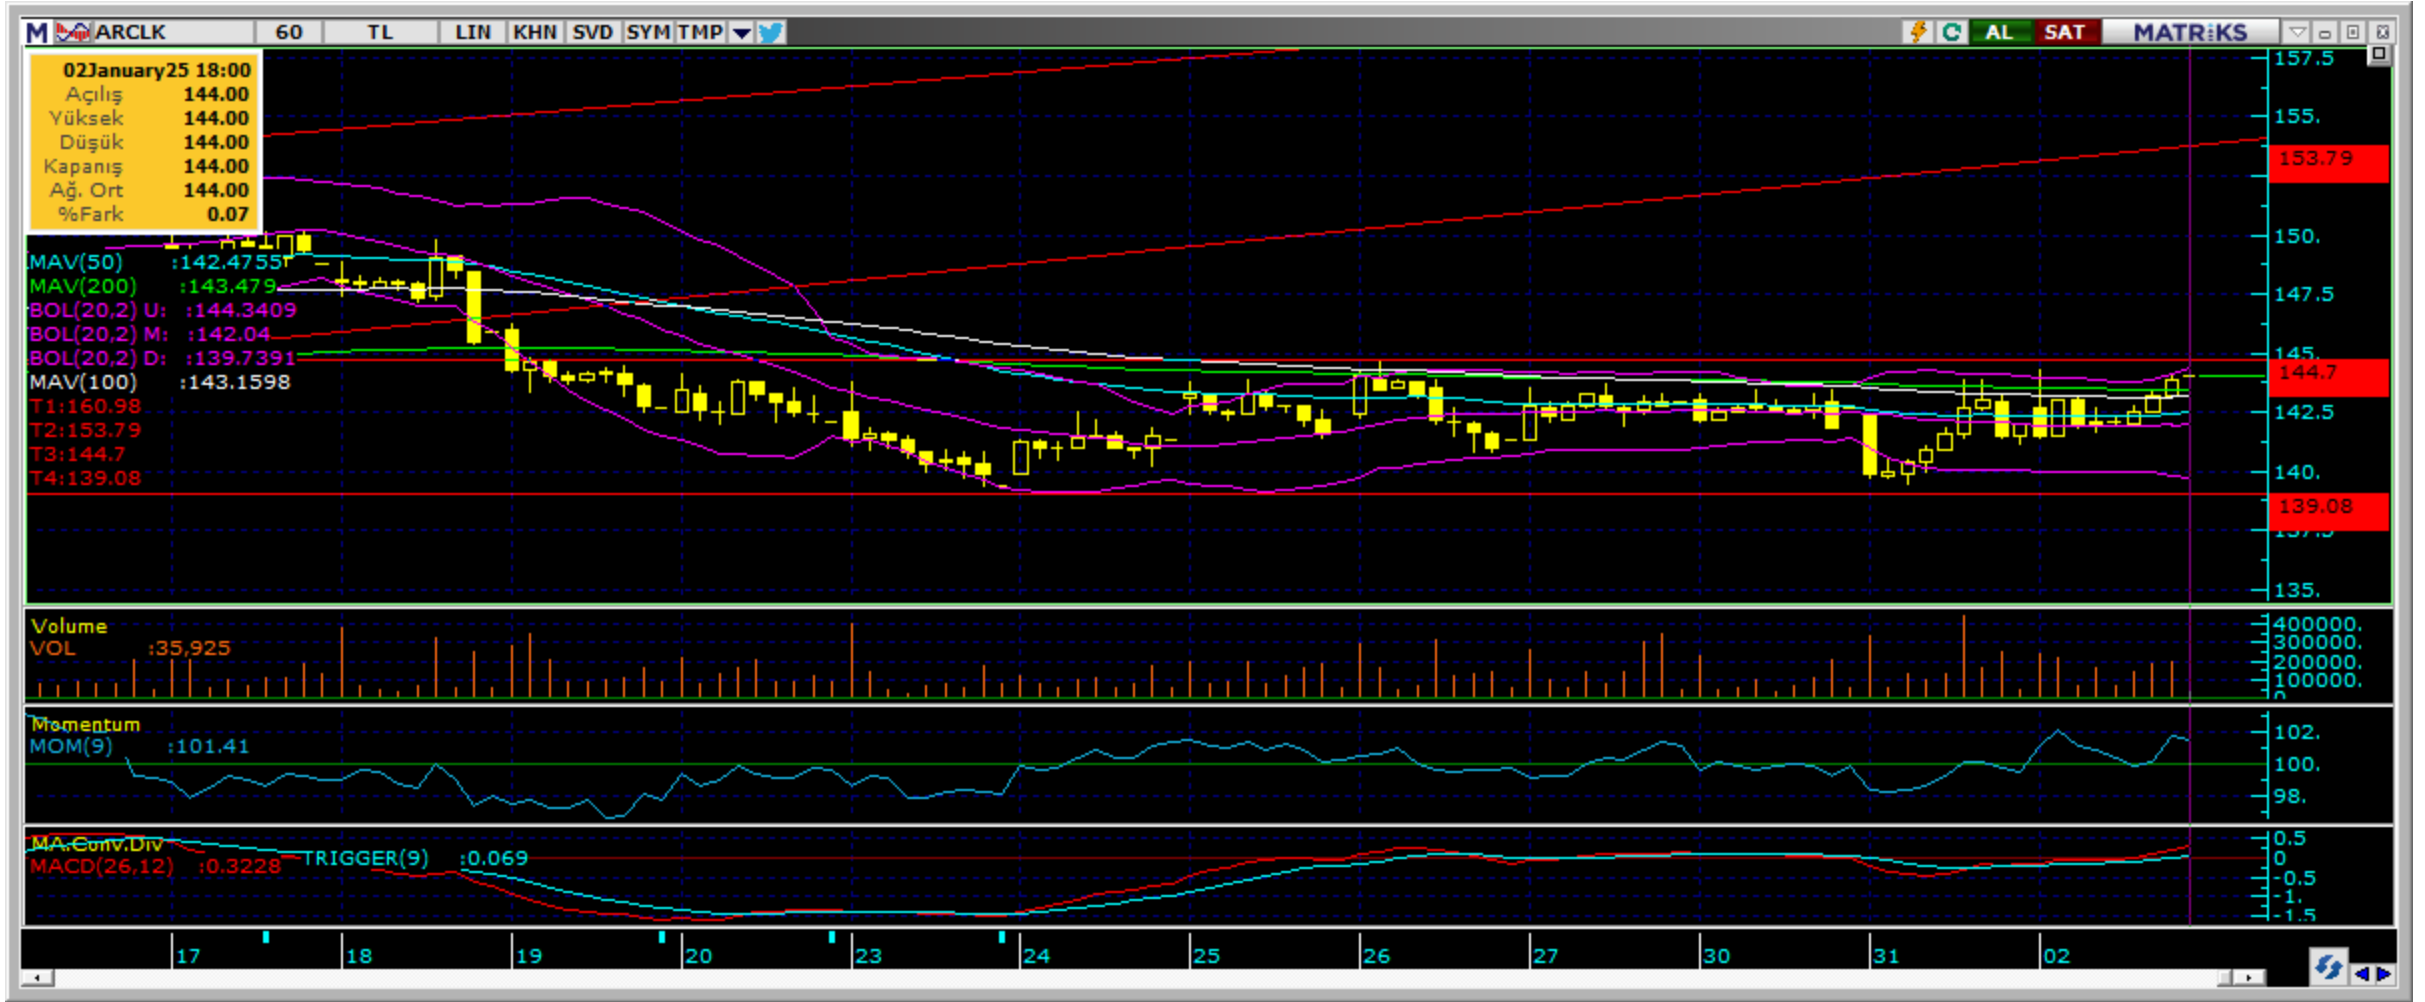 M ARCLK 60 TL LIN KHN SVD SYM TMP AL SAT MATRiKS
02January25 18:00
Açılış 144.00
Yüksek 144.00
Düşük 144.00
Kapanış 144.00
Ağ. Ort 144.00
%Fark 0.07
MAV(50) :142.4755
MAV(200) :143.479
BOL(20,2) U: :144.3409
BOL(20,2) M: :142.04
BOL(20,2) D: :139.7391
MAV(100) :143.1598
T1:160.98
T2:153.79
T3:144.7
T4:139.08
157.5
155.
153.79
150.
147.5
145.
144.7
142.5
140.
139.08
137.5
135.
Volume
VOL :35,925
400000.
300000.
200000.
100000.
0
Momentum
MOM(9) :101.41
102.
100.
98.
MA.Conv.Div
MACD(26,12) :0.3228 TRIGGER(9) :0.069
0.5
0
-0.5
-1.
-1.5
17 18 19 20 23 24 25 26 27 30 31 02